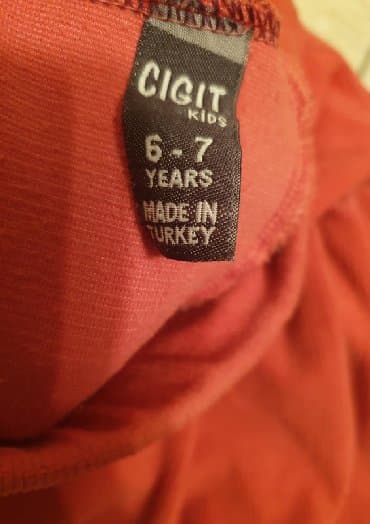 CIGIT
KIDS
6 - 7
YEARS
MADE IN
TURKEY